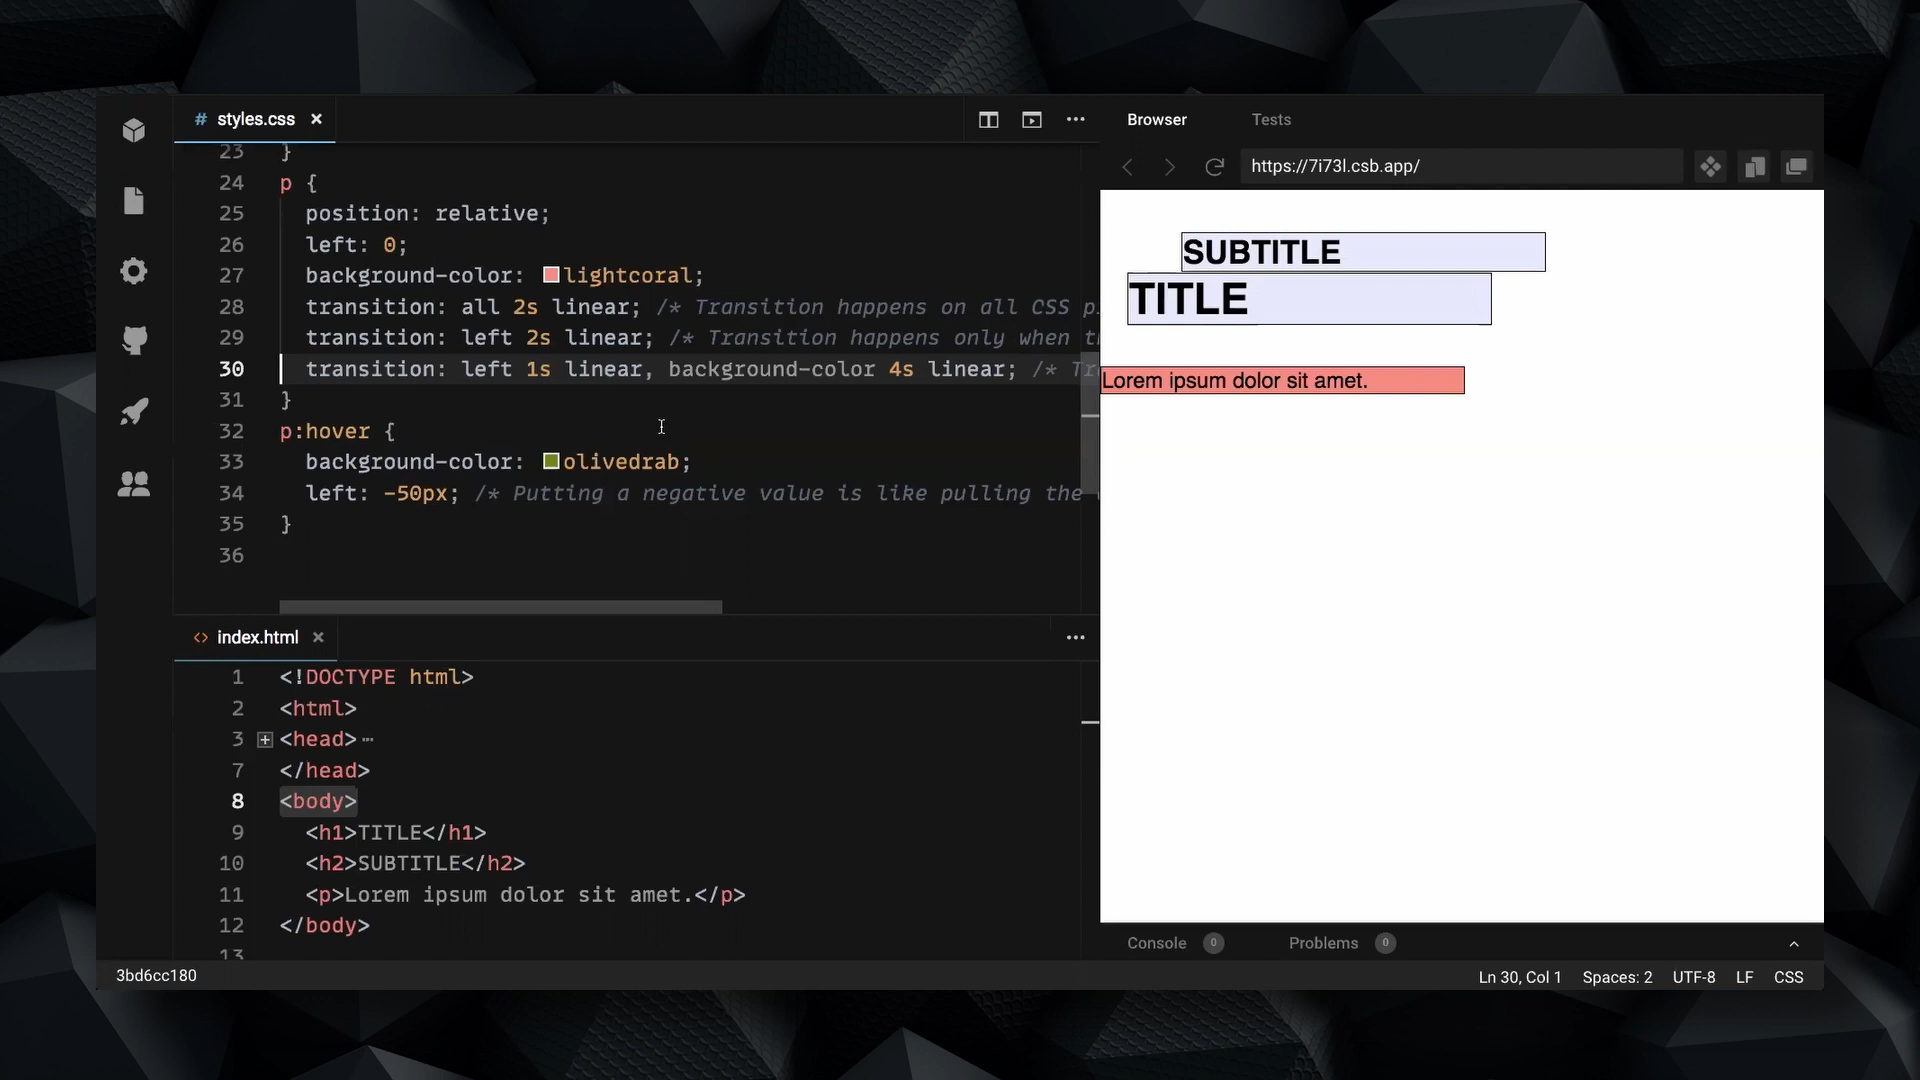 # styles.css ×
23 }
24 p {
25 position: relative;
26 left: 0;
27 background-color: lightcoral;
28 transition: all 2s linear; /* Transition happens on all CSS
29 transition: left 2s linear; /* Transition happens only when
30 transition: left 1s linear, background-color 4s linear; /*
31 }
32 p:hover {
33 background-color: olivedrab;
34 left: -50px; /* Putting a negative value is like pulling the
35 }
36
<> index.html ×
1 <!DOCTYPE html>
2 <html>
3 <head>
7 </head>
8 <body>
9 <h1>TITLE</h1>
10 <h2>SUBTITLE</h2>
11 <p>Lorem ipsum dolor sit amet.</p>
12 </body>
13
Browser Tests
https://7i73l.csb.app/
SUBTITLE
TITLE
Lorem ipsum dolor sit amet.
Console 0 Problems 0
3bd6cc180 Ln 30, Col 1 Spaces: 2 UTF-8 LF CSS